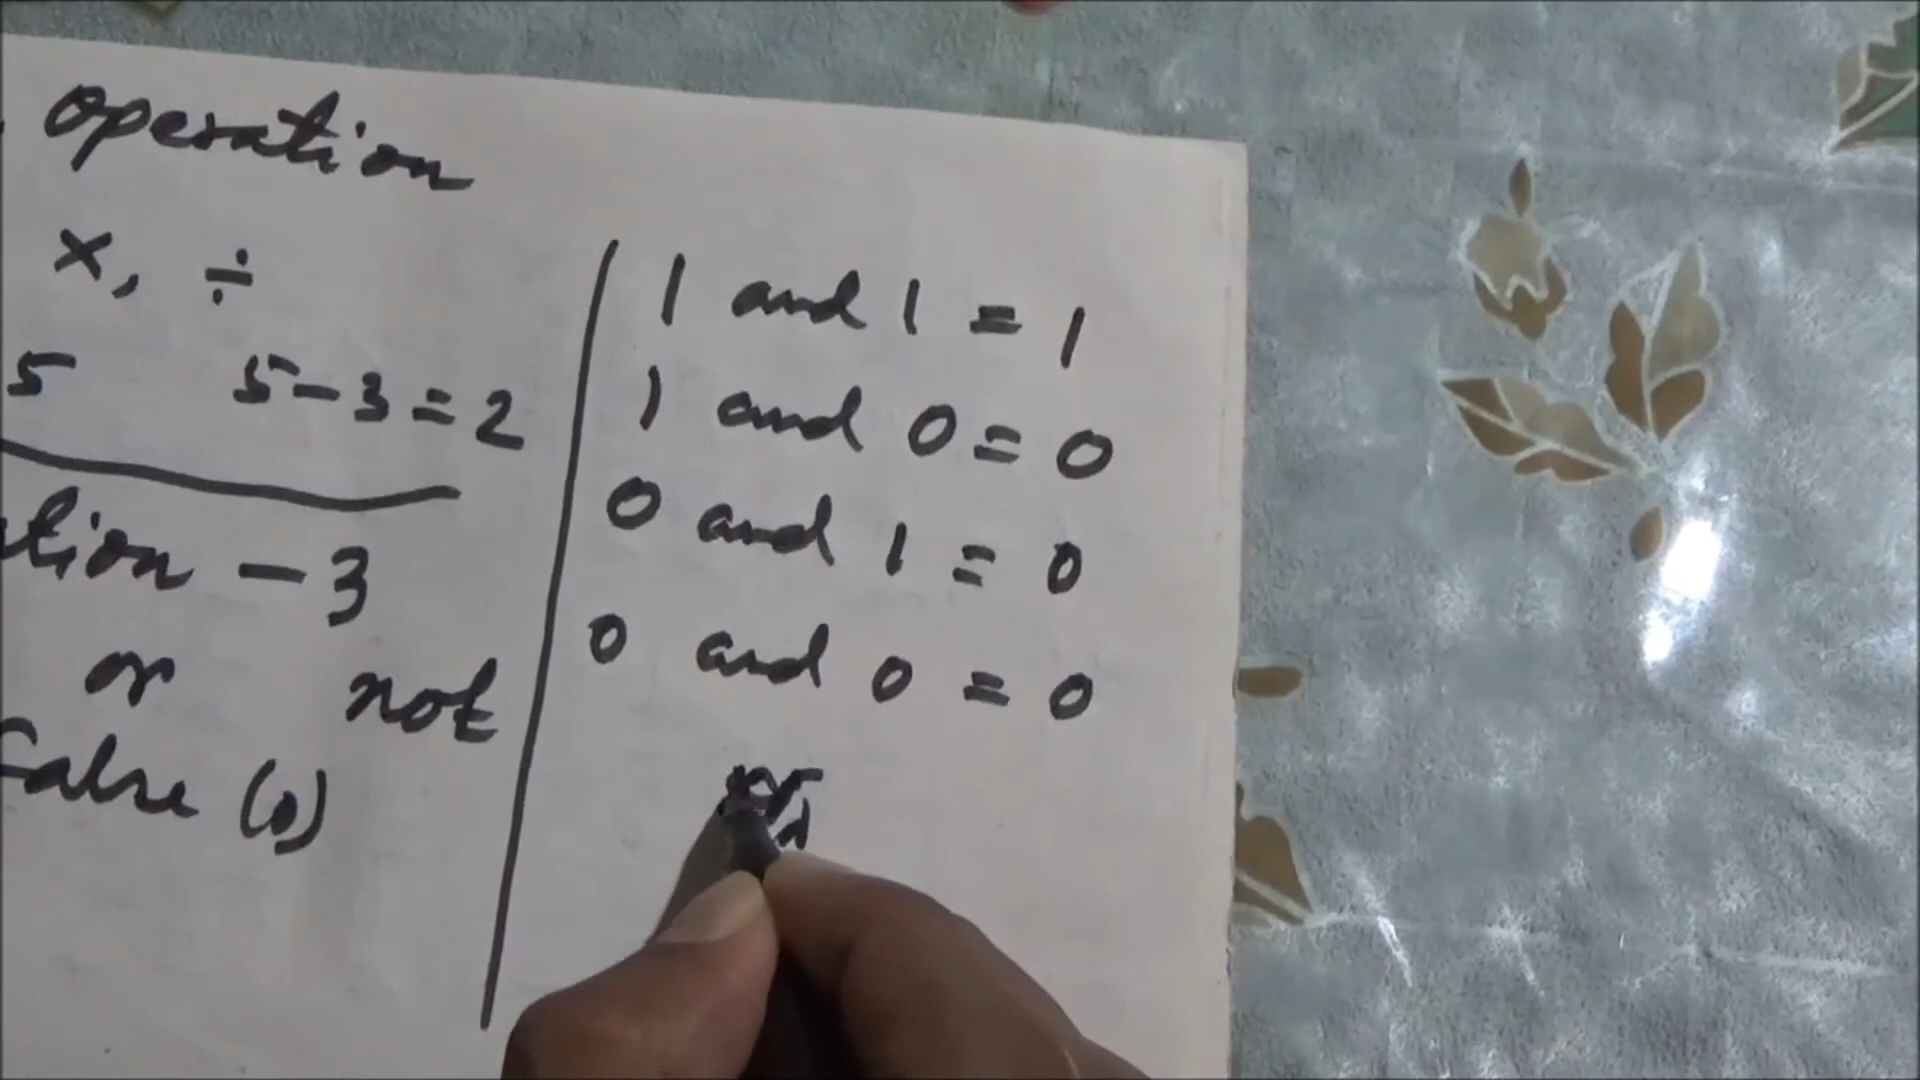 operation
×, ÷
5 5-3=2
ation - 3
or not
False (0)
1 and 1 = 1
1 and 0 = 0
0 and 1 = 0
0 and 0 = 0